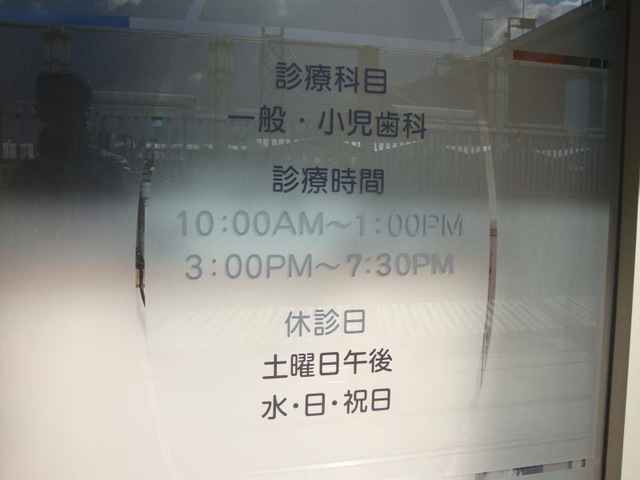 診療科目
一般・小児歯科
診療時間
10:00AM～1:00PM
3:00PM～7:30PM
休診日
土曜日午後
水・日・祝日